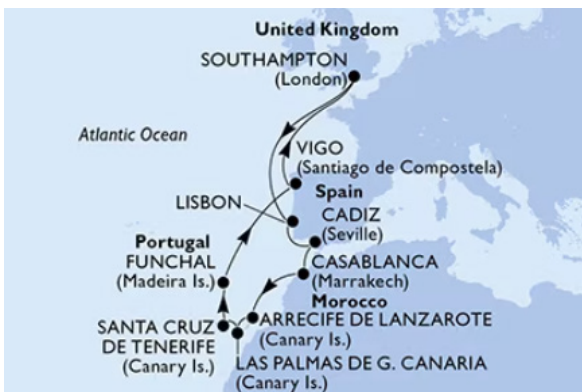 United Kingdom
SOUTHAMPTON
(London)
Atlantic Ocean
VIGO
(Santiago de Compostela)
Spain
LISBON
CADIZ
(Seville)
Portugal
FUNCHAL
(Madeira Is.)
CASABLANCA
(Marrakech)
Morocco
ARRECIFE DE LANZAROTE
(Canary Is.)
SANTA CRUZ
DE TENERIFE
(Canary Is.)
LAS PALMAS DE G. CANARIA
(Canary Is.)